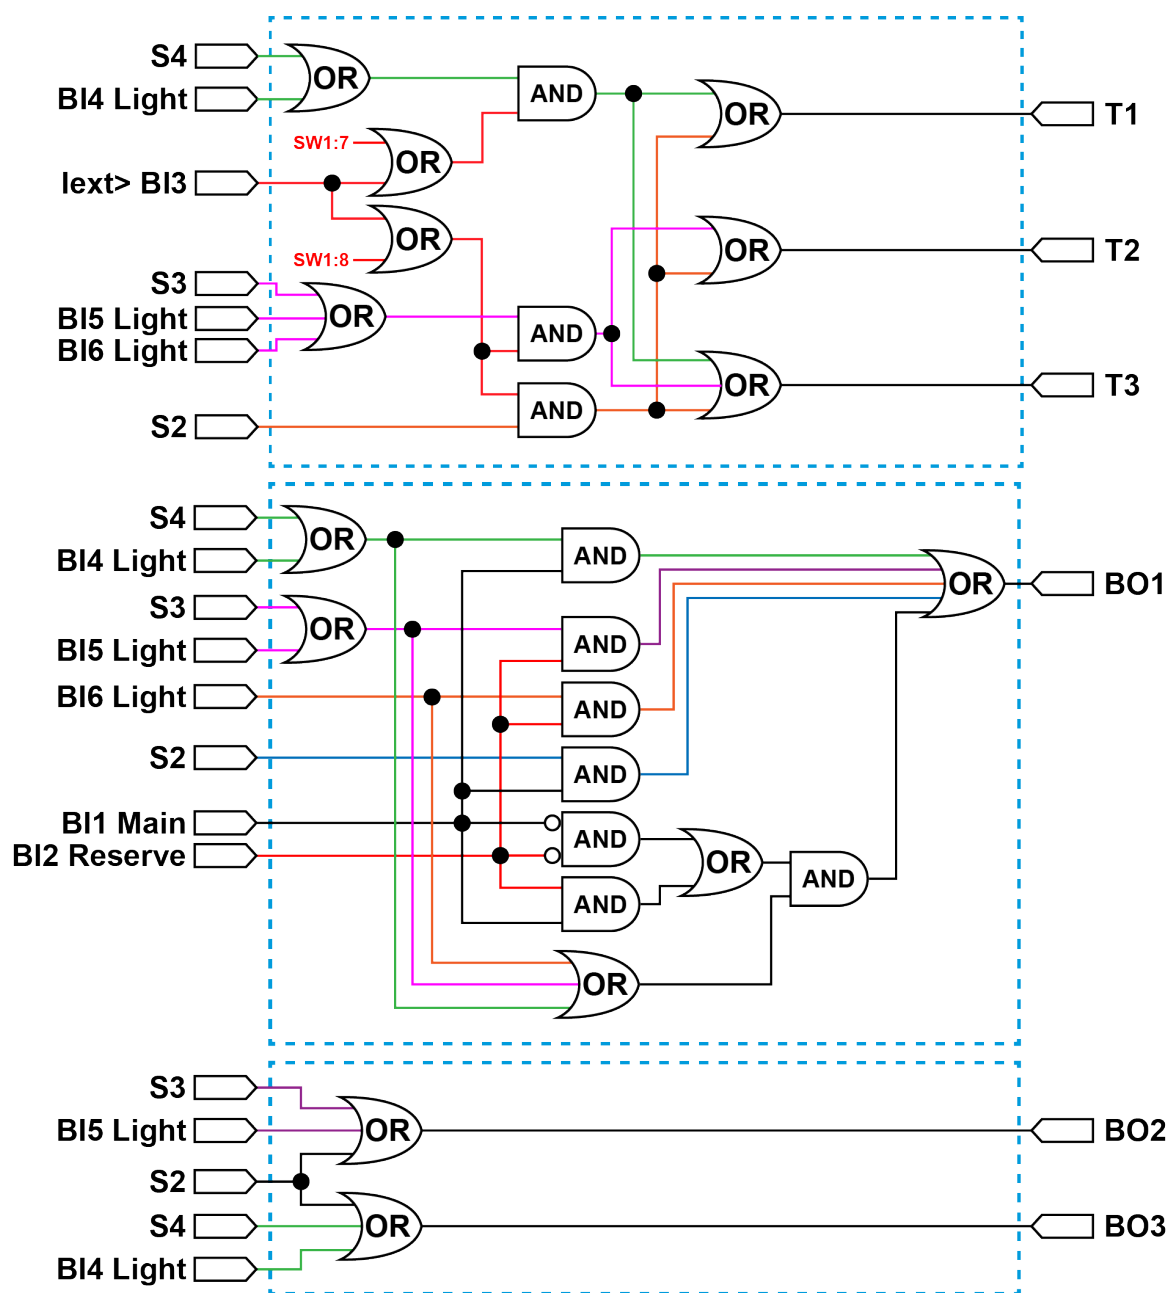 S4
OR
BI4 Light
AND
OR
T1
SW1:7
OR
Iext> BI3
OR
SW1:8
OR
T2
S3
OR
BI5 Light
AND
BI6 Light
OR
T3
AND
S2
S4
OR
BI4 Light
AND
OR
BO1
S3
OR
BI5 Light
AND
BI6 Light
AND
S2
AND
BI1 Main
AND
BI2 Reserve
OR
AND
AND
OR
S3
BI5 Light
OR
BO2
S2
S4
OR
BO3
BI4 Light